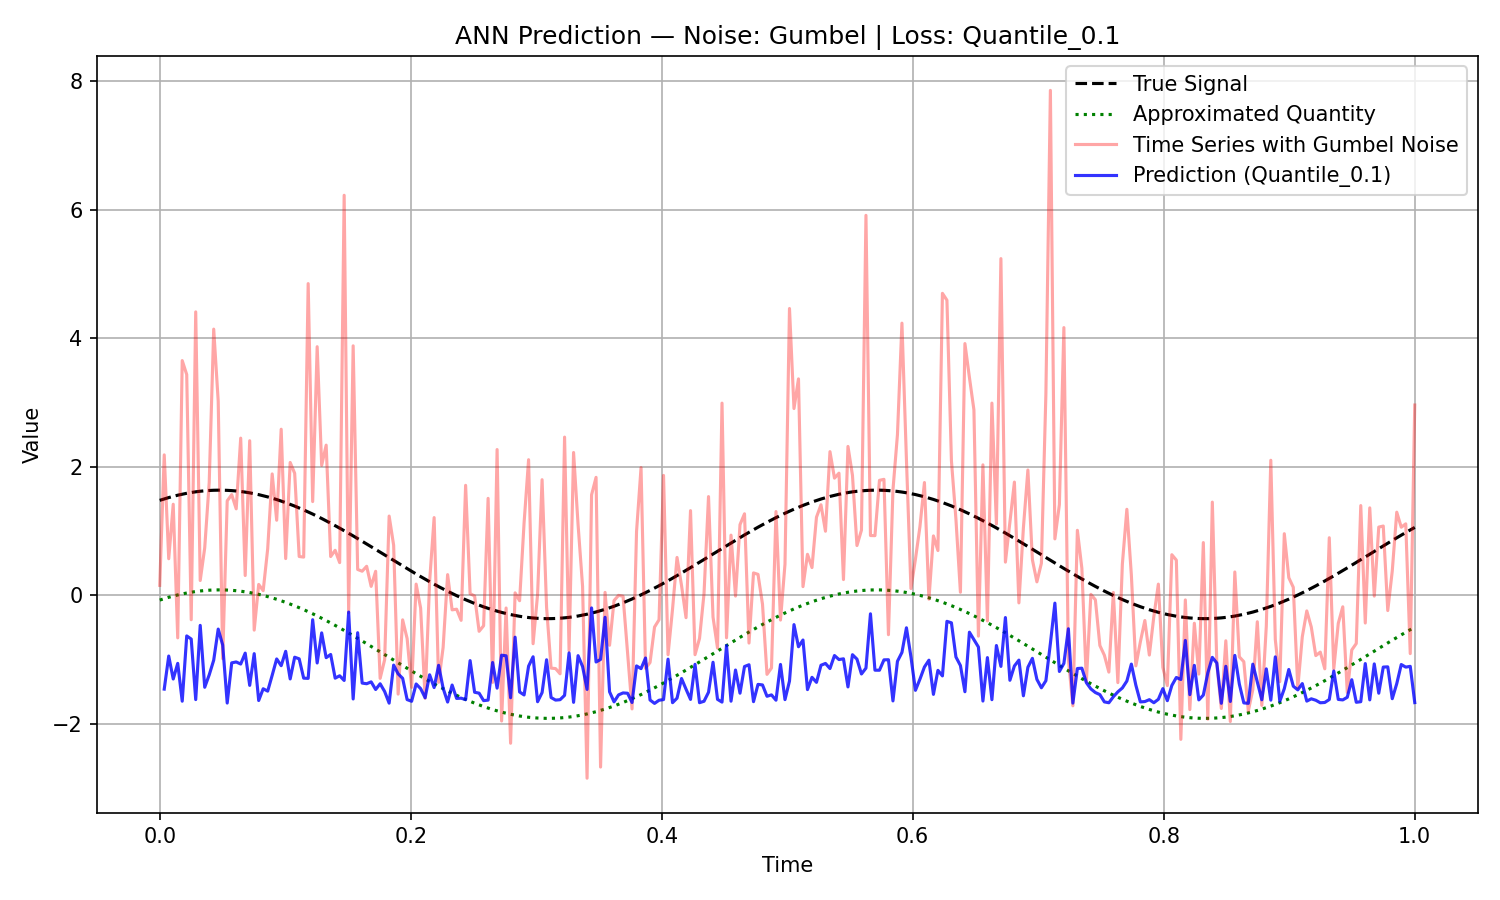 ANN Prediction — Noise: Gumbel | Loss: Quantile_0.1
True Signal
Approximated Quantity
Time Series with Gumbel Noise
Prediction (Quantile_0.1)
Value
8
6
4
2
0
−2
0.0 0.2 0.4 0.6 0.8 1.0
Time